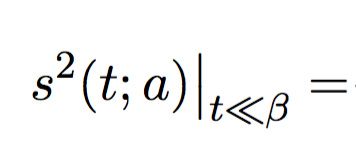 s²(t; a)|t≪β =